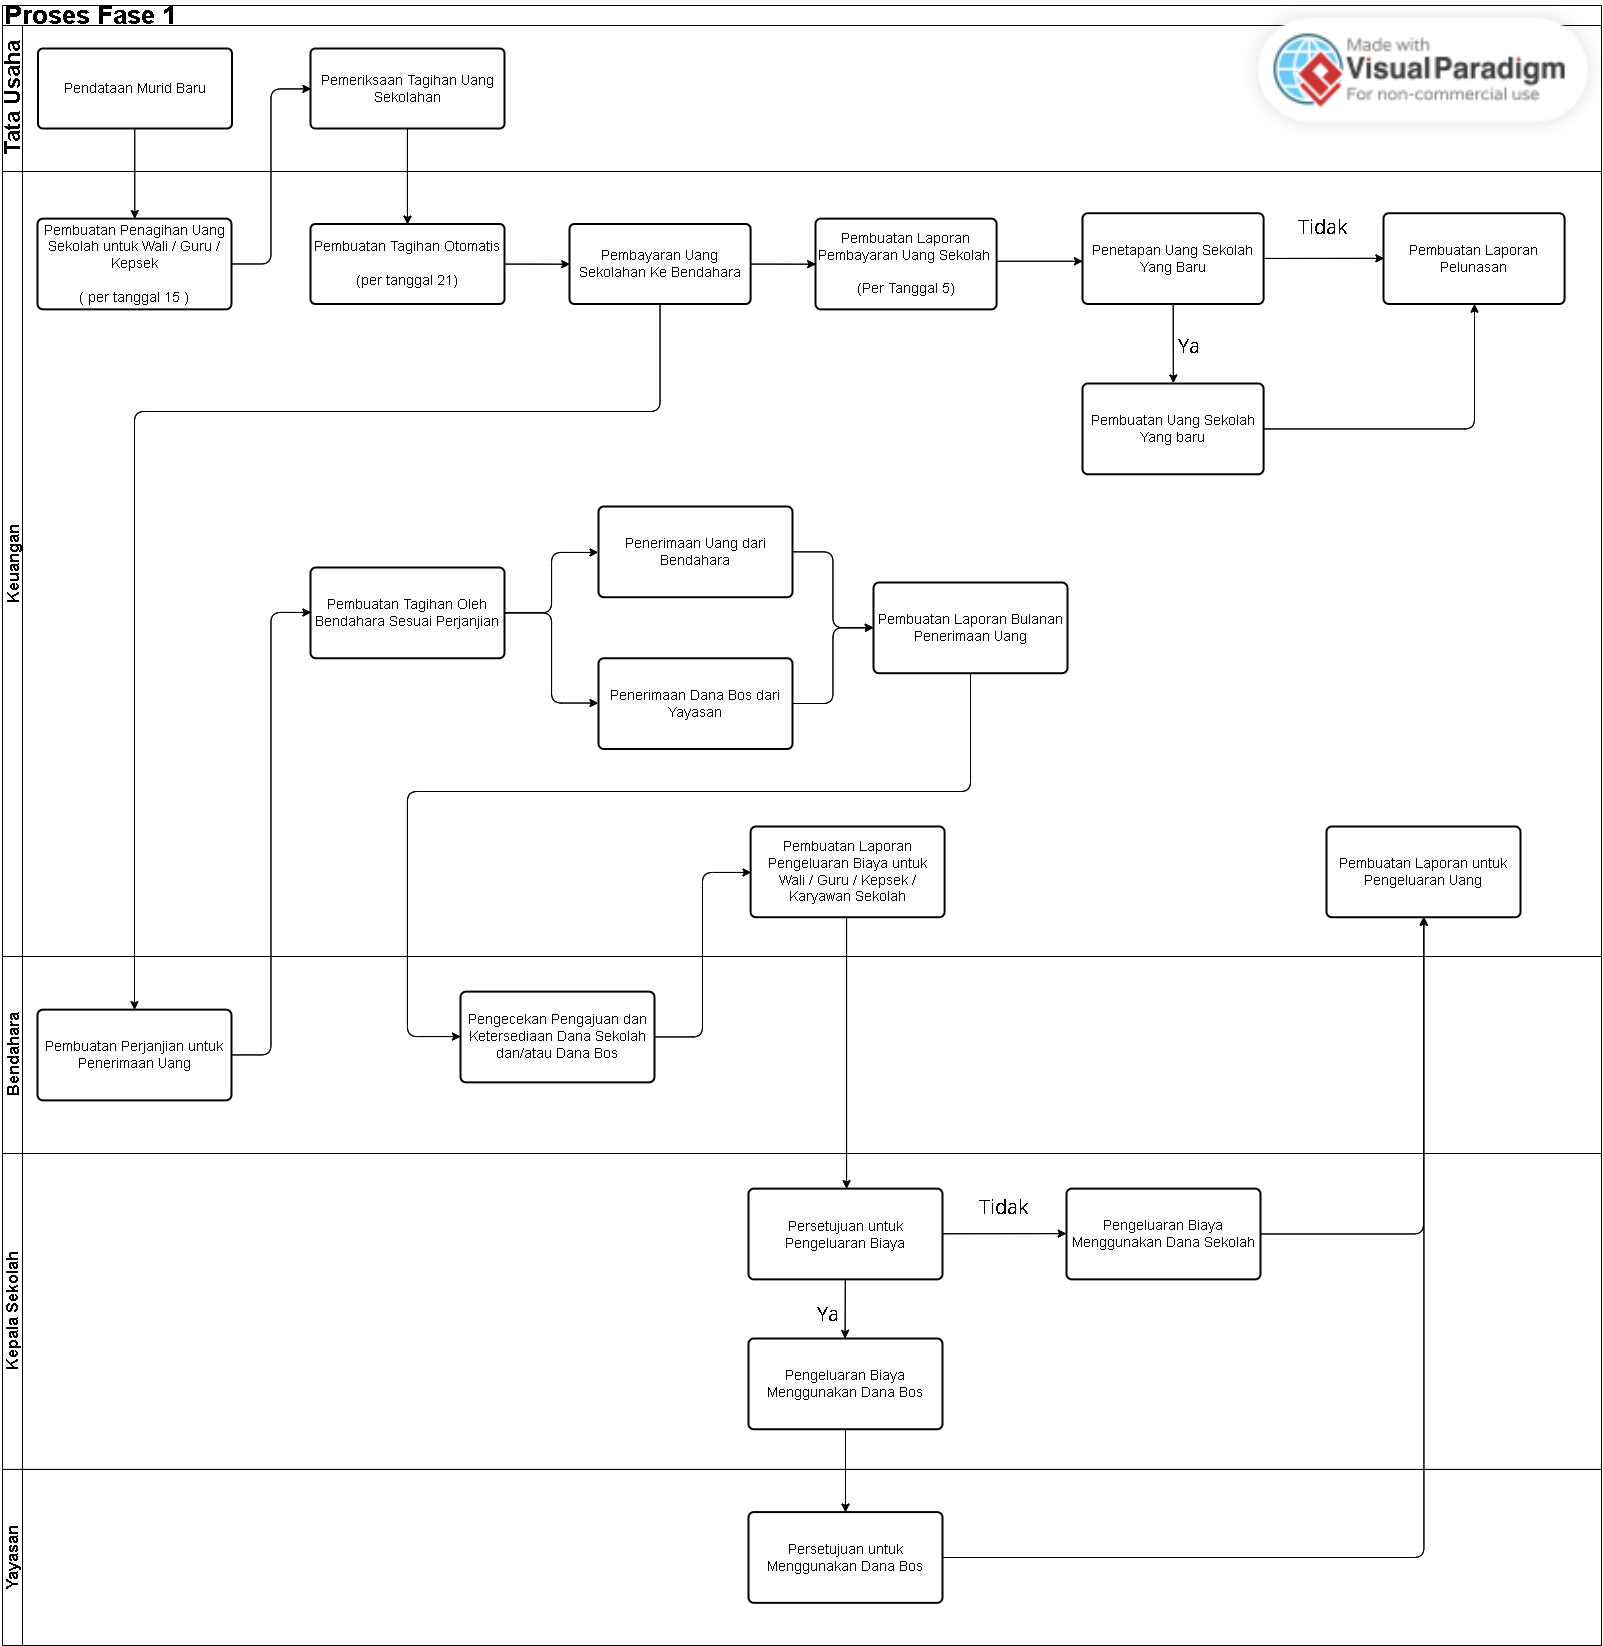 Proses Fase 1
Made with
Visual Paradigm
For non-commercial use
Tata Usaha
Pendataan Murid Baru
Pemeriksaan Tagihan Uang
Sekolahan
Keuangan
Pembuatan Penagihan Uang
Sekolah untuk Wali / Guru /
Kepsek
( per tanggal 15 )
Pembuatan Tagihan Otomatis
(per tanggal 21)
Pembayaran Uang
Sekolahan Ke Bendahara
Pembuatan Laporan
Pembayaran Uang Sekolah
(Per Tanggal 5)
Penetapan Uang Sekolah
Yang Baru
Tidak
Pembuatan Laporan
Pelunasan
Ya
Pembuatan Uang Sekolah
Yang baru
Pembuatan Tagihan Oleh
Bendahara Sesuai Perjanjian
Penerimaan Uang dari
Bendahara
Penerimaan Dana Bos dari
Yayasan
Pembuatan Laporan Bulanan
Penerimaan Uang
Pembuatan Laporan
Pengeluaran Biaya untuk
Wali / Guru / Kepsek /
Karyawan Sekolah
Pembuatan Laporan untuk
Pengeluaran Uang
Bendahara
Pembuatan Perjanjian untuk
Penerimaan Uang
Pengecekan Pengajuan dan
Ketersediaan Dana Sekolah
dan/atau Dana Bos
Kepala Sekolah
Persetujuan untuk
Pengeluaran Biaya
Tidak
Pengeluaran Biaya
Menggunakan Dana Sekolah
Ya
Pengeluaran Biaya
Menggunakan Dana Bos
Yayasan
Persetujuan untuk
Menggunakan Dana Bos